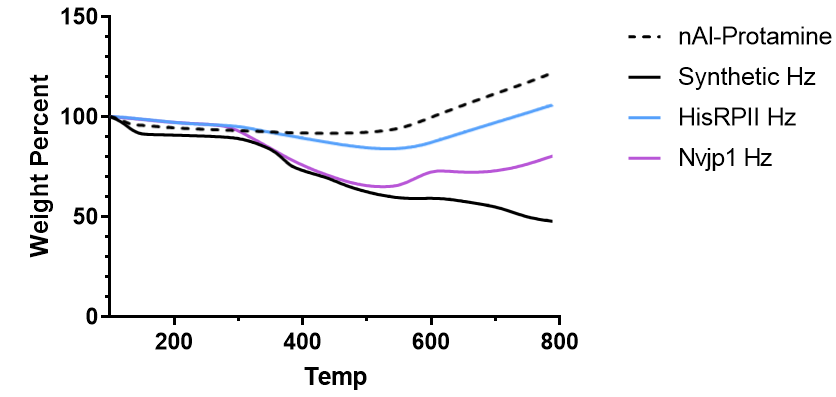 150
100
50
0
Weight Percent
200
400
600
800
Temp
nAl-Protamine
Synthetic Hz
HisRPII Hz
Nvjp1 Hz